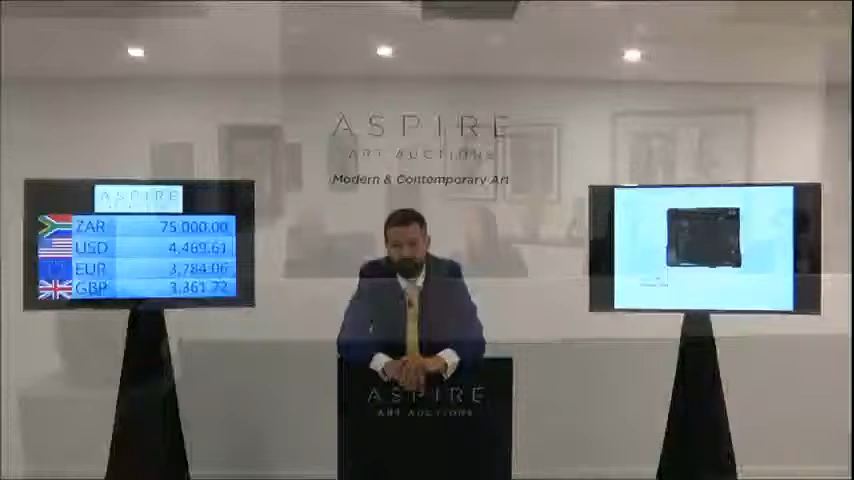 ASPIRE
ART AUCTIONS
Modern & Contemporary Art
ASPIRE
ZAR 75 000.00
USD 4,469.61
EUR 3,784.06
GBP 3,361.72
ASPIRE
ART AUCTIONS